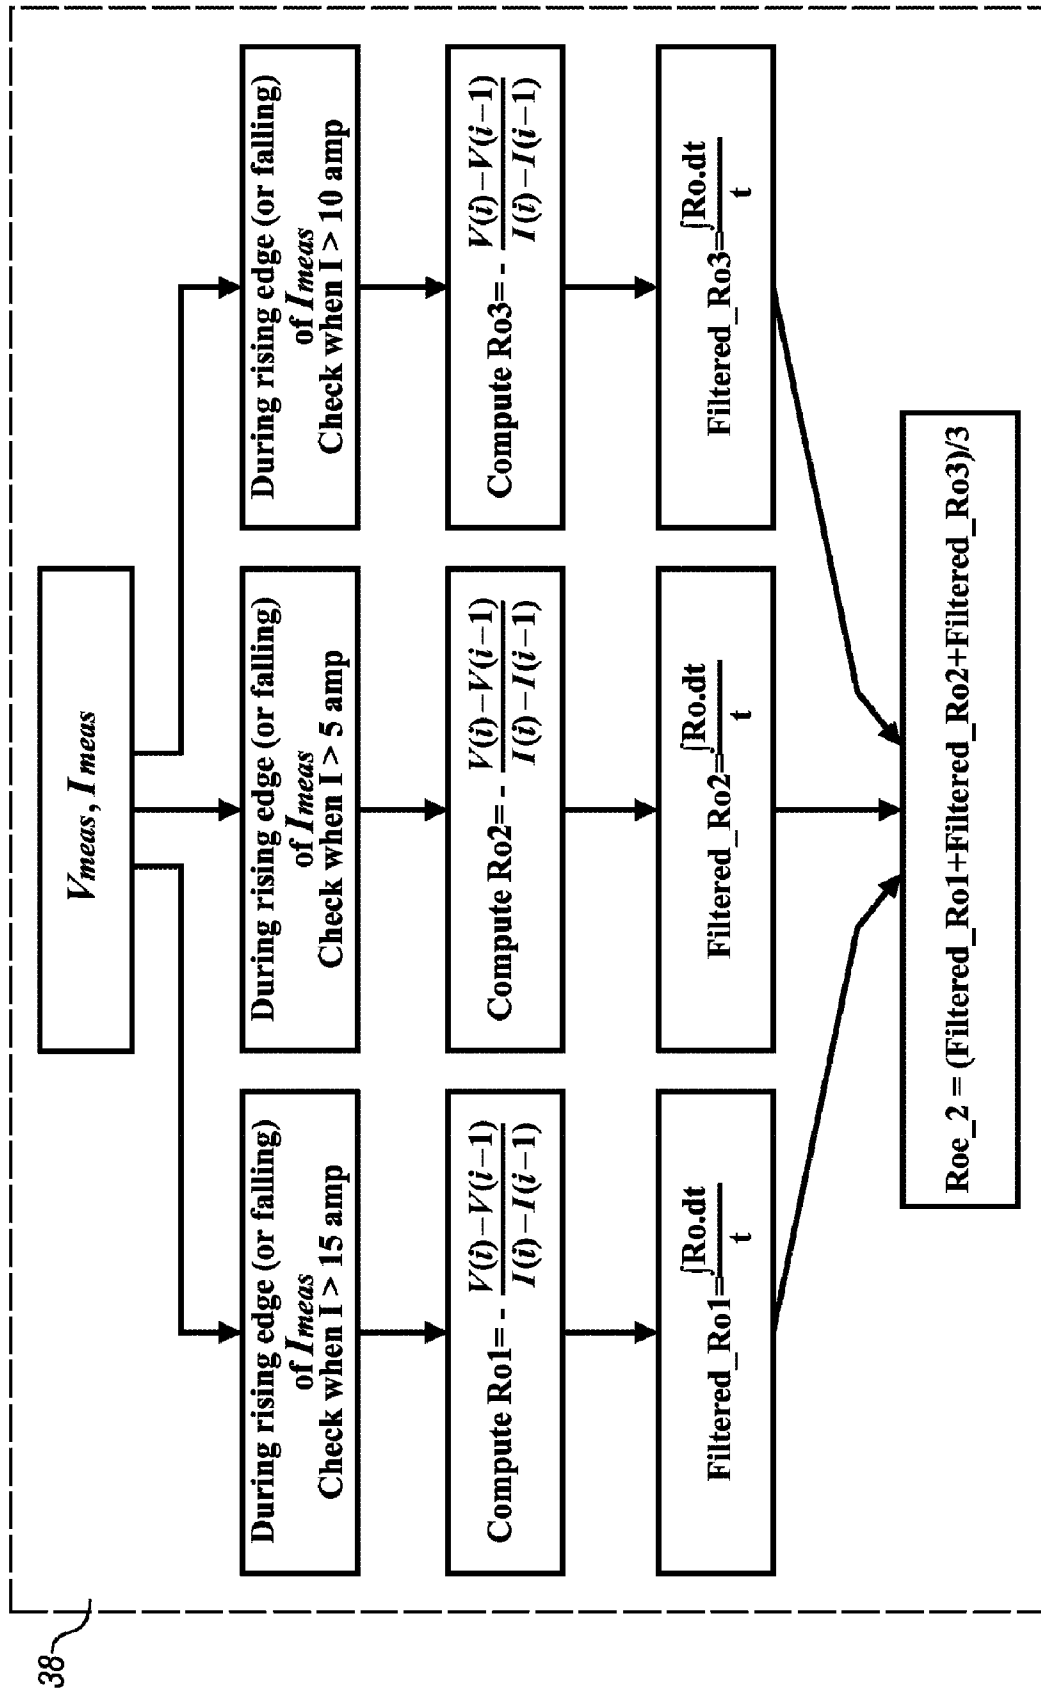 38
Vmeas, Imeas
During rising edge (or falling)
of Imeas
Check when I > 15 amp
During rising edge (or falling)
of Imeas
Check when I > 5 amp
During rising edge (or falling)
of Imeas
Check when I > 10 amp
Compute Ro1= - V(i)−V(i−1) / I(i)−I(i−1)
Compute Ro2= - V(i)−V(i−1) / I(i)−I(i−1)
Compute Ro3= - V(i)−V(i−1) / I(i)−I(i−1)
Filtered_Ro1= ∫Ro.dt / t
Filtered_Ro2= ∫Ro.dt / t
Filtered_Ro3= ∫Ro.dt / t
Roe_2 = (Filtered_Ro1+Filtered_Ro2+Filtered_Ro3)/3